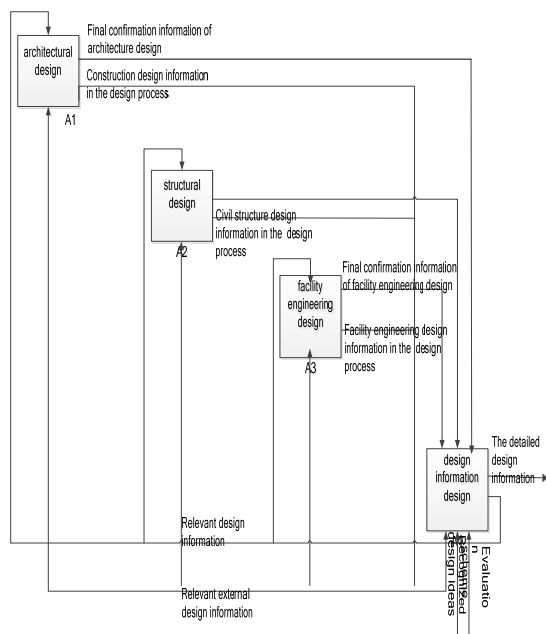 Final confirmation information of
architecture design
architectural
design
Construction design information
in the design process
A1
structural
design
Civil structure design
information in the design
process
A2
Final confirmation information
of facility engineering design
facility
engineering
design
Facility engineering design
information in the design
process
A3
The detailed
design
information
design
information
design
Relevant design
information
Relevant external
design information
Evaluatio
n
Recognized
design Ideas